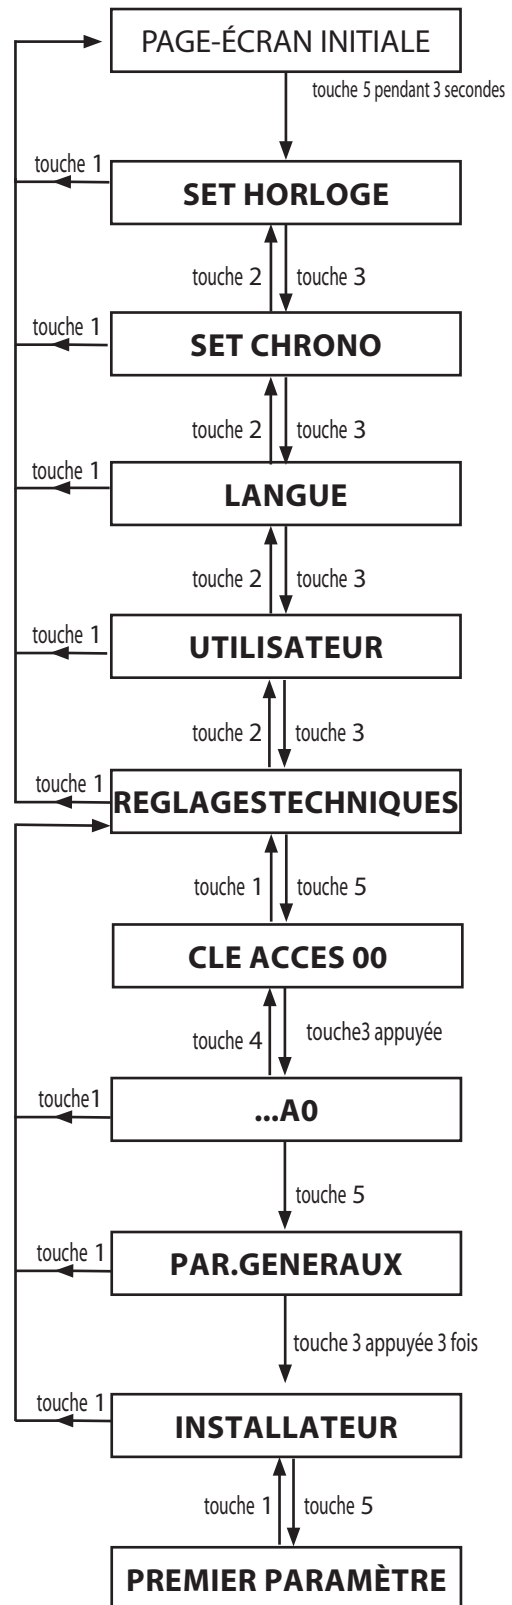 PAGE-ÉCRAN INITIALE
touche 5 pendant 3 secondes
touche 1
SET HORLOGE
touche 2
touche 3
touche 1
SET CHRONO
touche 2
touche 3
touche 1
LANGUE
touche 2
touche 3
touche 1
UTILISATEUR
touche 2
touche 3
touche 1
REGLAGESTECHNIQUES
touche 1
touche 5
CLE ACCES 00
touche 4
touche3 appuyée
touche1
...A0
touche 5
touche 1
PAR.GENERAUX
touche 3 appuyée 3 fois
touche 1
INSTALLATEUR
touche 1
touche 5
PREMIER PARAMÈTRE